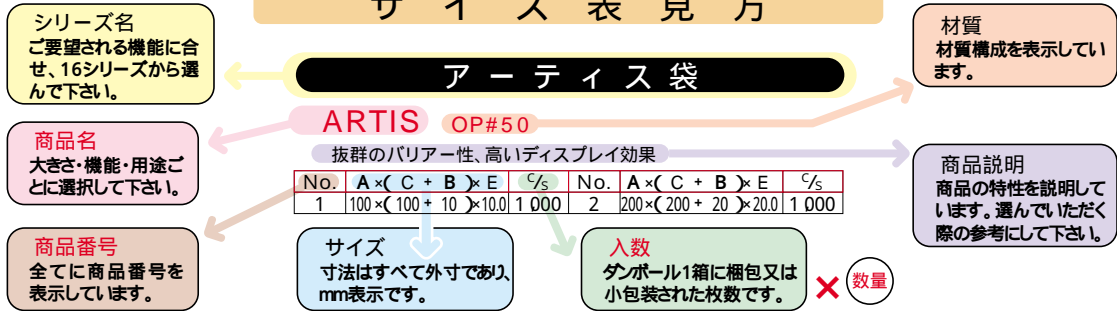 サイズ表見方
シリーズ名
ご要望される機能に合
せ、16シリーズから選
んで下さい。
材質
材質構成を表示してい
ます。
アーティス袋
ARTIS OP#50
商品名
大きさ・機能・用途ご
とに選択して下さい。
抜群のバリアー性、高いディスプレイ効果
商品説明
商品の特性を説明して
います。選んでいただく
際の参考にして下さい。
No. A×( C + B )×E C/S No. A×( C + B )×E C/S
1 100×( 100 + 10 )×10.0 1,000 2 200×( 200 + 20 )×20.0 1,000
商品番号
全てに商品番号を
表示しています。
サイズ
寸法はすべて外寸であり、
mm表示です。
入数
ダンボール1箱に梱包又は
小包装された枚数です。
× 数量